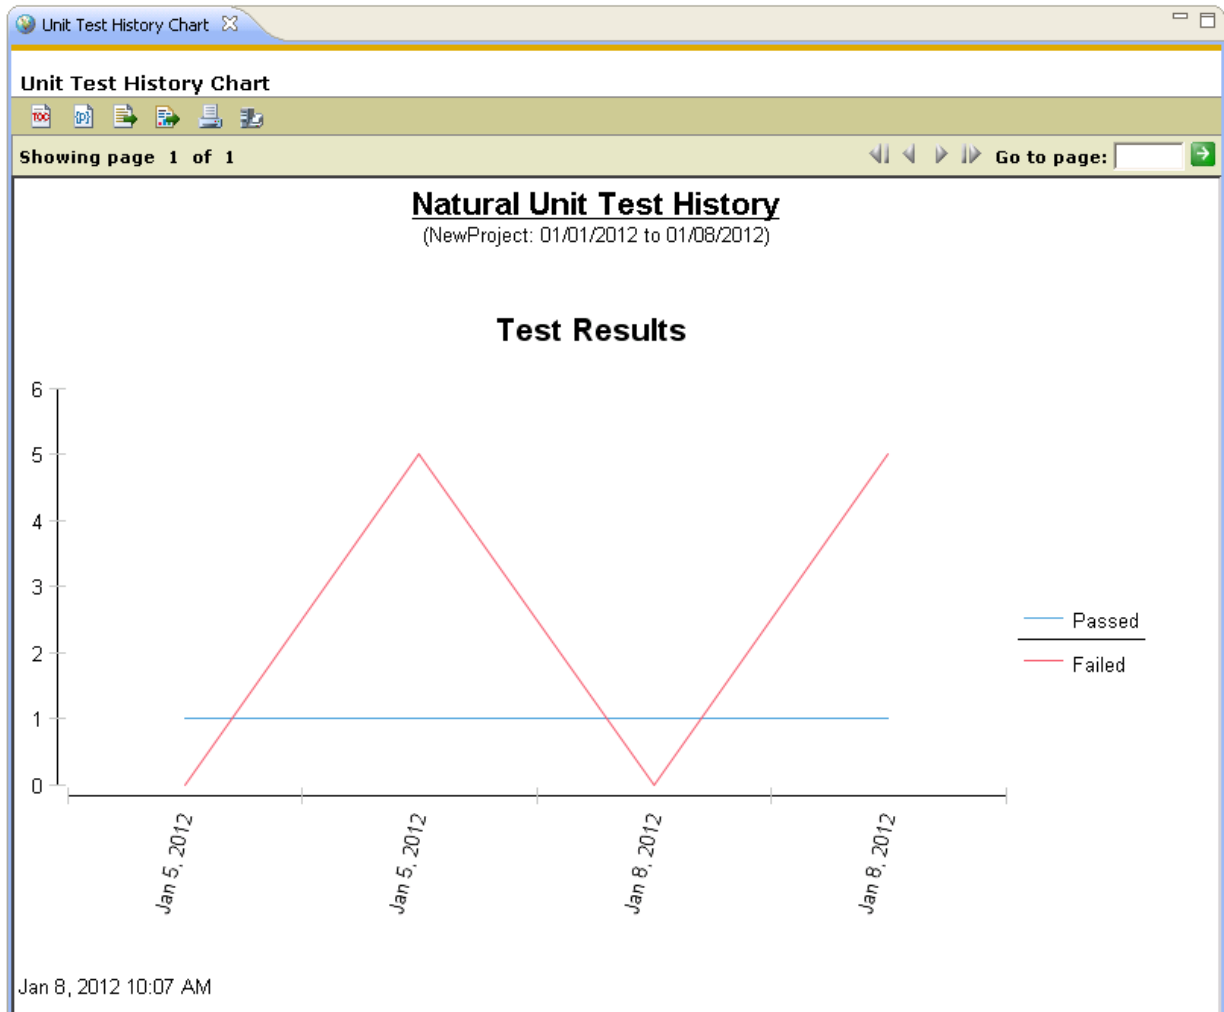 Unit Test History Chart
Unit Test History Chart
TOC {p}
Showing page 1 of 1 Go to page:
Natural Unit Test History
(NewProject: 01/01/2012 to 01/08/2012)
Test Results
6
5
4
3
2
1
0
Passed
Failed
Jan 5, 2012
Jan 5, 2012
Jan 8, 2012
Jan 8, 2012
Jan 8, 2012 10:07 AM